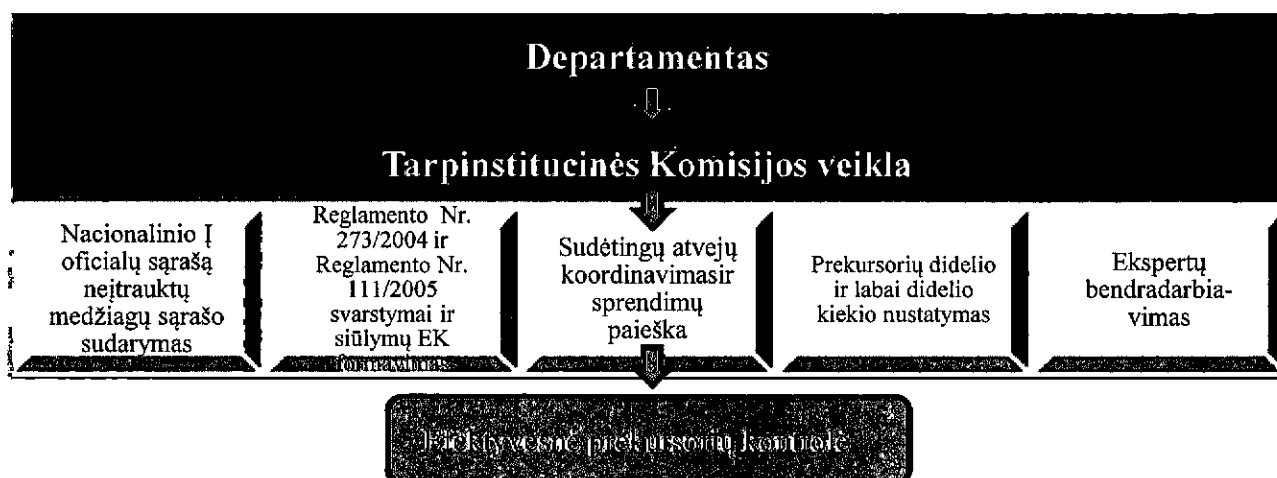 Departamentas
Tarpinstitucinės Komisijos veikla
Nacionalinio Į
oficialų sąrašą
neįtrauktų
medžiagų sąrašo
sudarymas
Reglamento Nr.
273/2004 ir
Reglamento Nr.
111/2005
svarstymai ir
siūlymų EK
formavimas
Sudėtingų atvejų
koordinavimasir
sprendimų
paieška
Prekursorių didelio
ir labai didelio
kiekio nustatymas
Ekspertų
bendradarbia-
vimas
Efektyvesnė prekursorių kontrolė